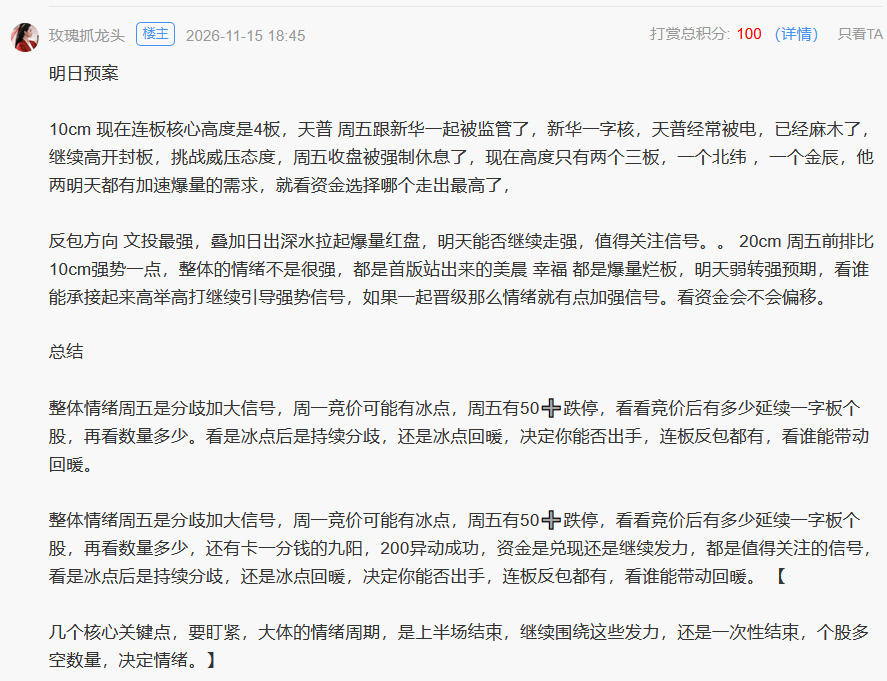 玫瑰抓龙头 楼主 2026-11-15 18:45 打赏总积分: 100 (详情) 只看TA
明日预案
10cm 现在连板核心高度是4板，天普 周五跟新华一起被监管了，新华一字核，天普经常被电，已经麻木了，
继续高开封板，挑战威压态度，周五收盘被强制休息了，现在高度只有两个三板，一个北纬 ，一个金辰，他
两明天都有加速爆量的需求，就看资金选择哪个走出最高了，
反包方向 文投最强，叠加日出深水拉起爆量红盘，明天能否继续走强，值得关注信号。。 20cm 周五前排比
10cm强势一点，整体的情绪不是很强，都是首版站出来的美晨 幸福 都是爆量烂板，明天弱转强预期，看谁
能承接起来高举高打继续引导强势信号，如果一起晋级那么情绪就有点加强信号。看资金会不会偏移。
总结
整体情绪周五是分歧加大信号，周一竞价可能有冰点，周五有50➕跌停，看看竞价后有多少延续一字板个
股，再看数量多少。看是冰点后是持续分歧，还是冰点回暖，决定你能否出手，连板反包都有，看谁能带动
回暖。
整体情绪周五是分歧加大信号，周一竞价可能有冰点，周五有50➕跌停，看看竞价后有多少延续一字板个
股，再看数量多少，还有卡一分钱的九阳，200异动成功，资金是兑现还是继续发力，都是值得关注的信号，
看是冰点后是持续分歧，还是冰点回暖，决定你能否出手，连板反包都有，看谁能带动回暖。 【
几个核心关键点，要盯紧，大体的情绪周期，是上半场结束，继续围绕这些发力，还是一次性结束，个股多
空数量，决定情绪。】